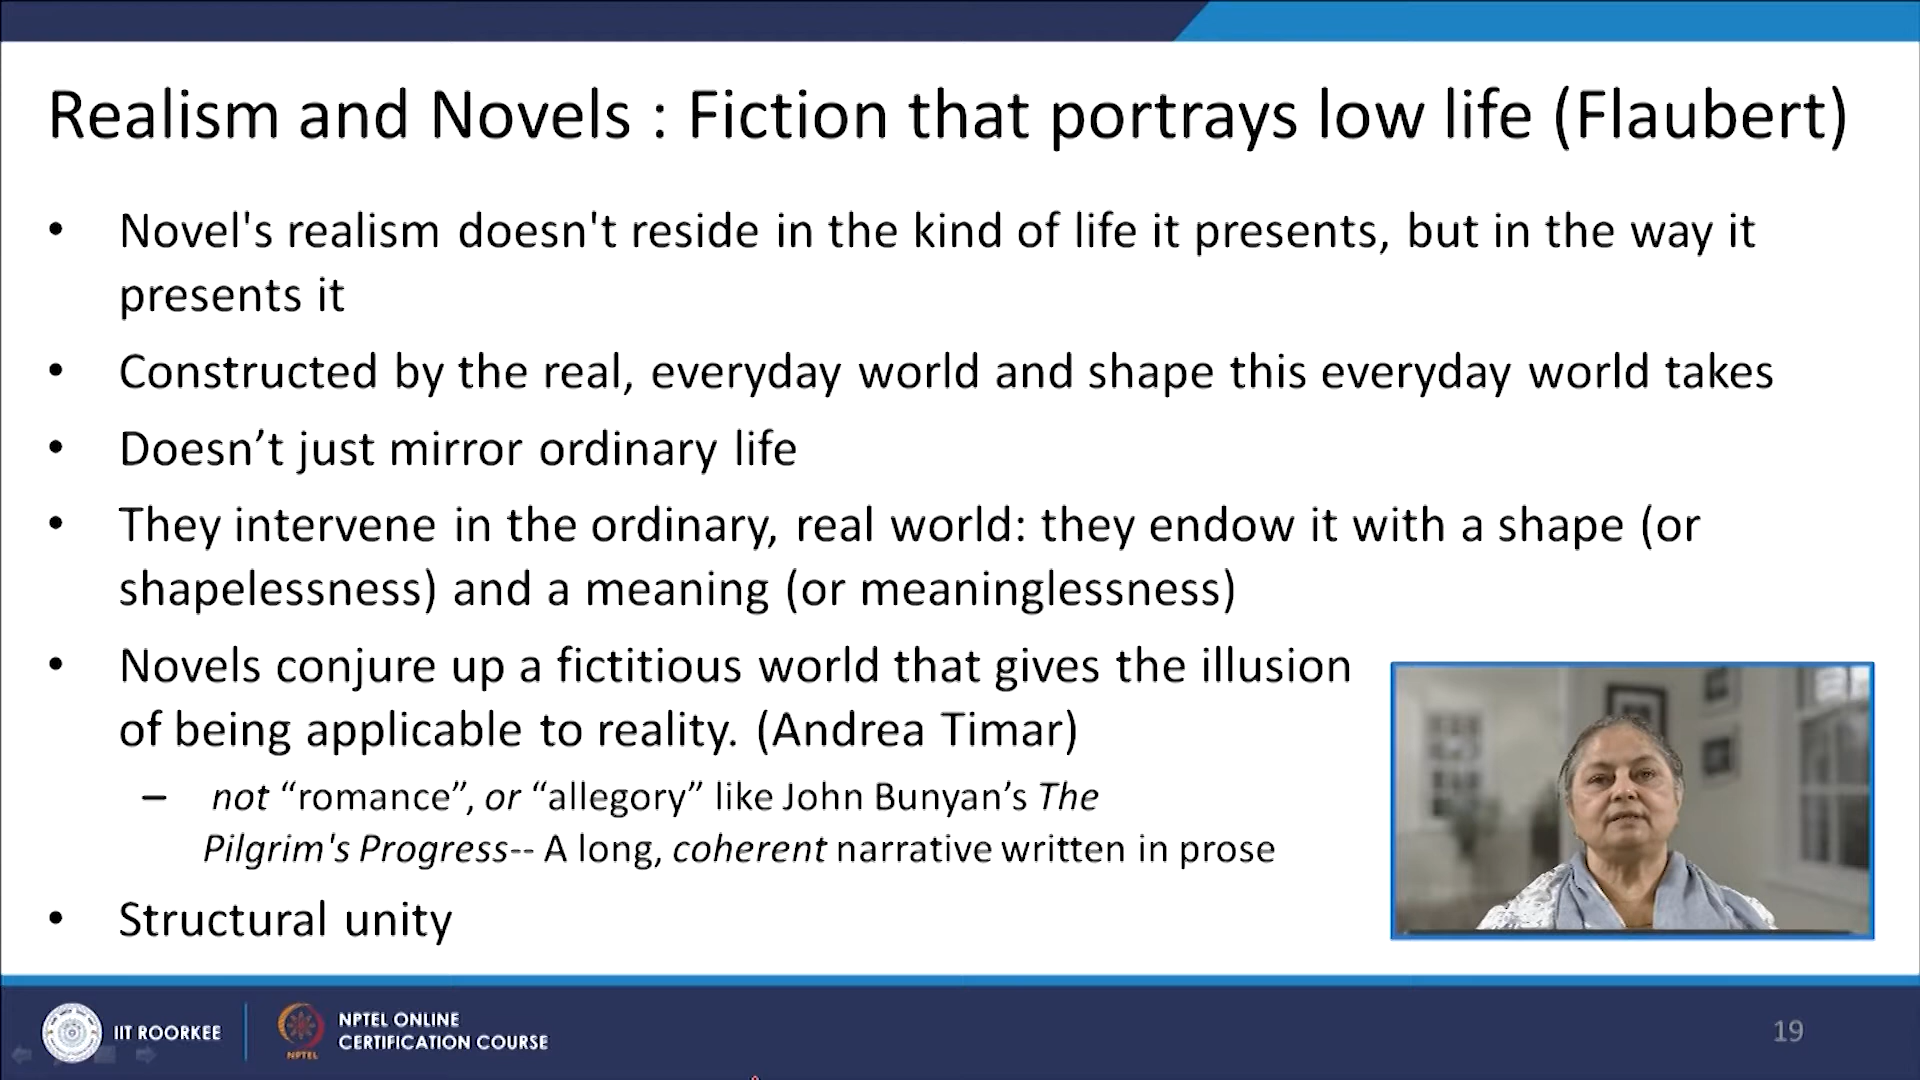 Realism and Novels : Fiction that portrays low life (Flaubert)
• Novel's realism doesn't reside in the kind of life it presents, but in the way it
presents it
• Constructed by the real, everyday world and shape this everyday world takes
• Doesn’t just mirror ordinary life
• They intervene in the ordinary, real world: they endow it with a shape (or
shapelessness) and a meaning (or meaninglessness)
• Novels conjure up a fictitious world that gives the illusion
of being applicable to reality. (Andrea Timar)
– not “romance”, or “allegory” like John Bunyan’s The
Pilgrim's Progress-- A long, coherent narrative written in prose
• Structural unity
IIT ROORKEE
NPTEL
NPTEL ONLINE
CERTIFICATION COURSE
19